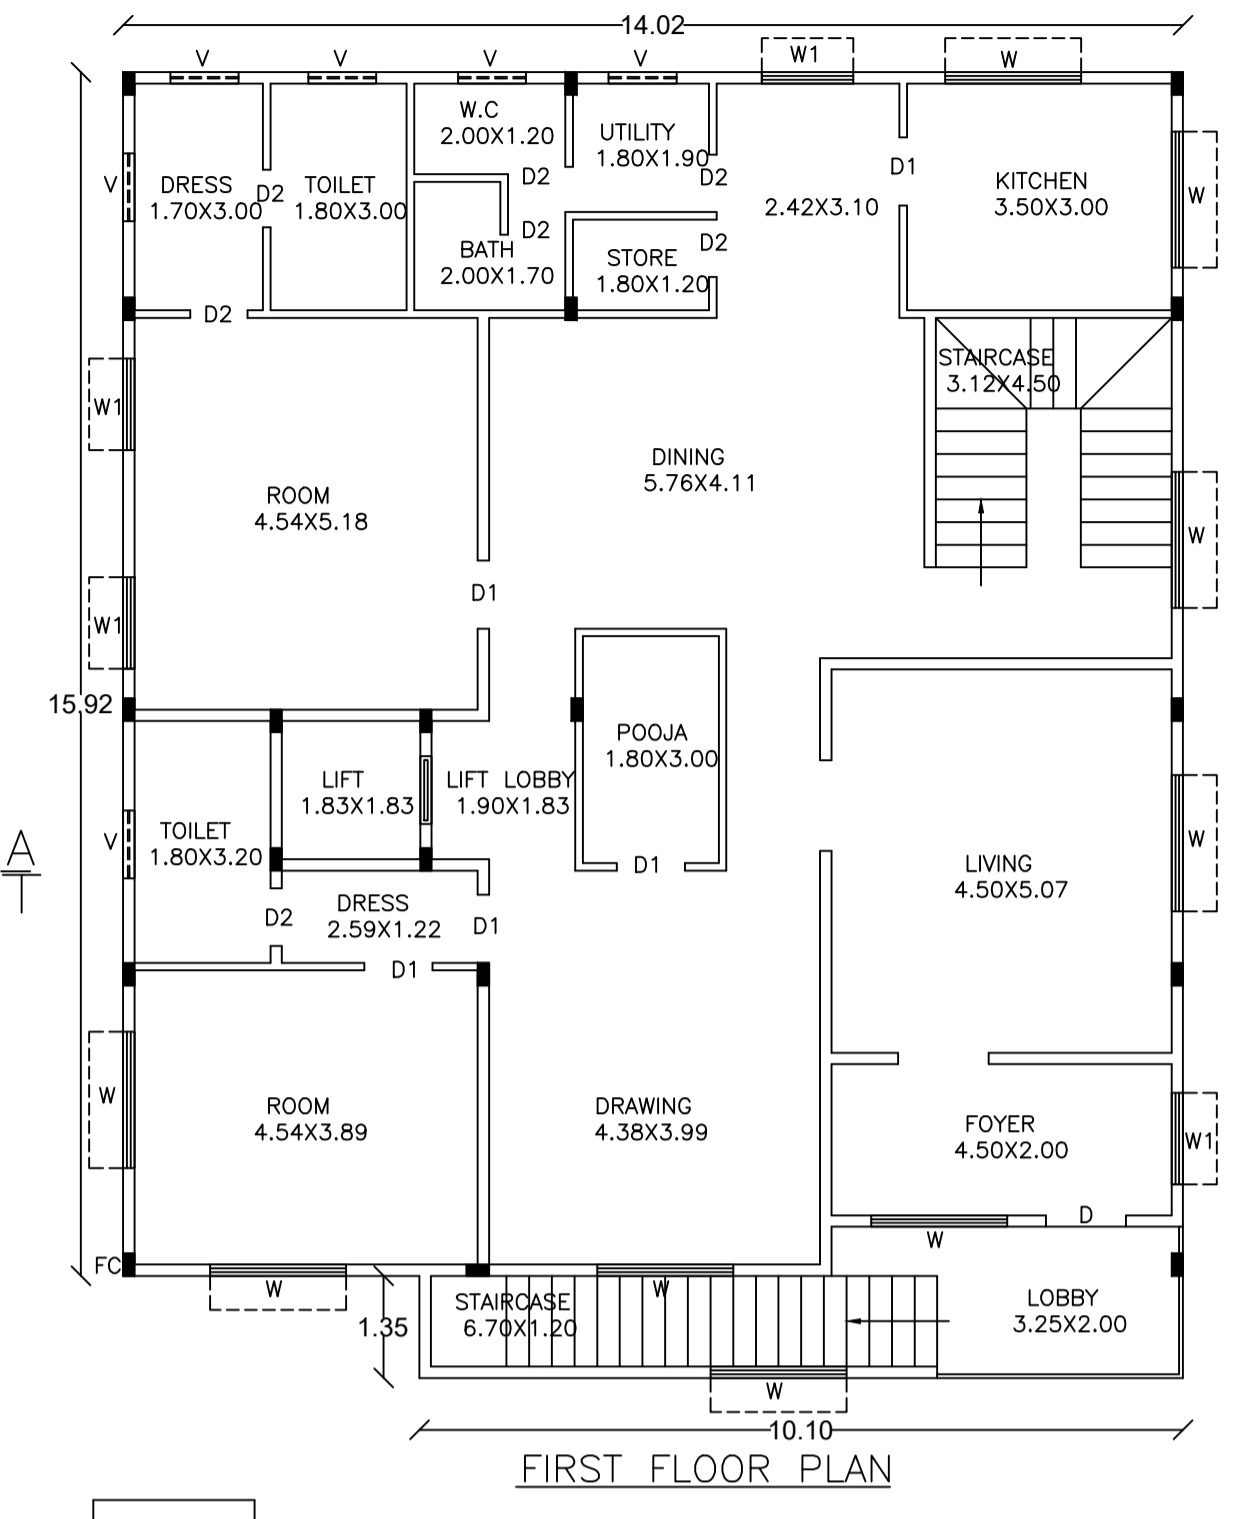 14.02
V
V
V
V
W1
W
W.C
2.00X1.20
UTILITY
1.80X1.90
D1
V
DRESS
1.70X3.00
D2
TOILET
1.80X3.00
D2
D2
2.42X3.10
KITCHEN
3.50X3.00
W
D2
D2
BATH
2.00X1.70
STORE
1.80X1.20
D2
STAIRCASE
3.12X4.50
W1
DINING
5.76X4.11
ROOM
4.54X5.18
W
D1
W1
15.92
POOJA
1.80X3.00
LIFT
1.83X1.83
LIFT LOBBY
1.90X1.83
A
V
TOILET
1.80X3.20
W
LIVING
4.50X5.07
D1
DRESS
2.59X1.22
D2
D1
D1
W
ROOM
4.54X3.89
DRAWING
4.38X3.99
FOYER
4.50X2.00
W1
D
W
FC
W
W
STAIRCASE
6.70X1.20
LOBBY
3.25X2.00
1.35
W
10.10
FIRST FLOOR PLAN